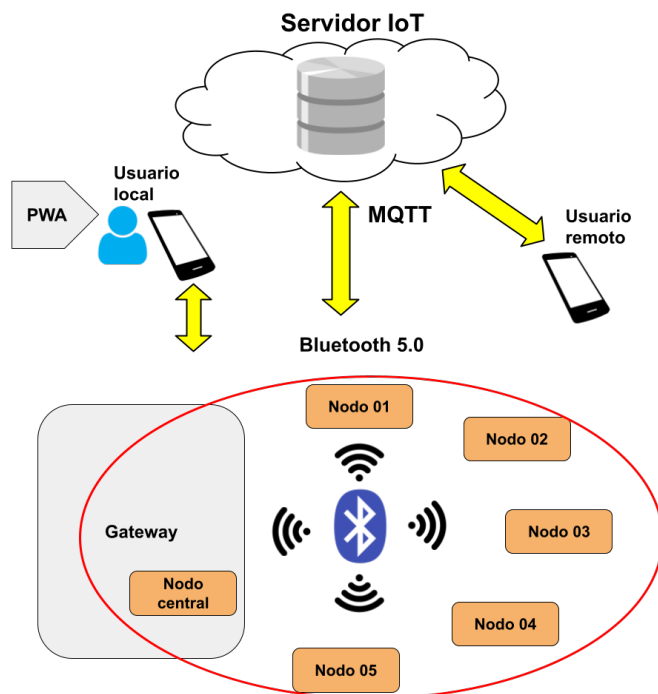 Servidor IoT
Usuario
local
PWA
MQTT
Usuario
remoto
Bluetooth 5.0
Nodo 01
Nodo 02
Gateway
Nodo 03
Nodo
central
Nodo 04
Nodo 05